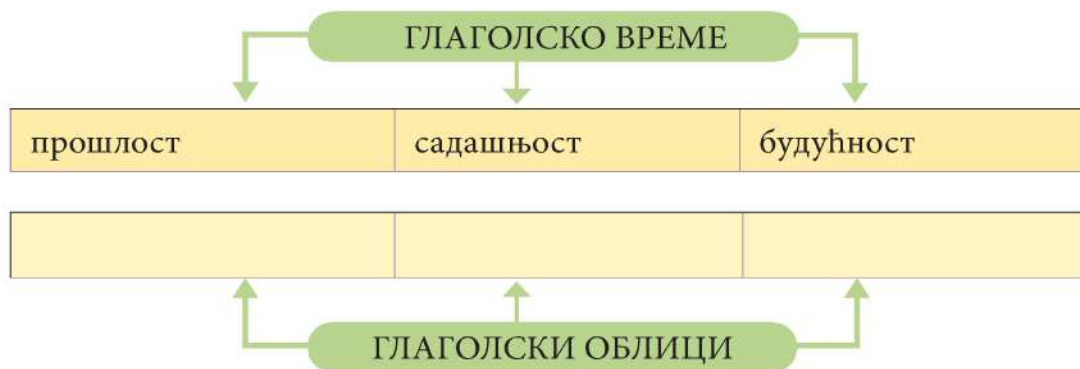 ГЛАГОЛСКО ВРЕМЕ
прошлост садашњост будућност
ГЛАГОЛСКИ ОБЛИЦИ